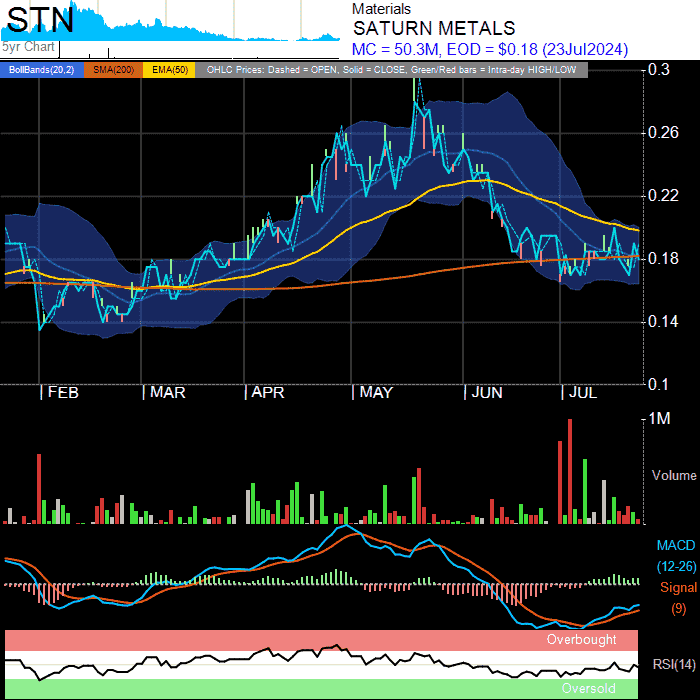 STN
5yr Chart
Materials
SATURN METALS
MC = 50.3M, EOD = $0.18 (23Jul2024)
BollBands(20,2) SMA(200) EMA(50) OHLC Prices: Dashed = OPEN, Solid = CLOSE, Green/Red bars = Intra-day HIGH/LOW
0.3
0.26
0.22
0.18
0.14
0.1
FEB MAR APR MAY JUN JUL
1M
Volume
MACD
(12-26)
Signal
(9)
Overbought
RSI(14)
Oversold